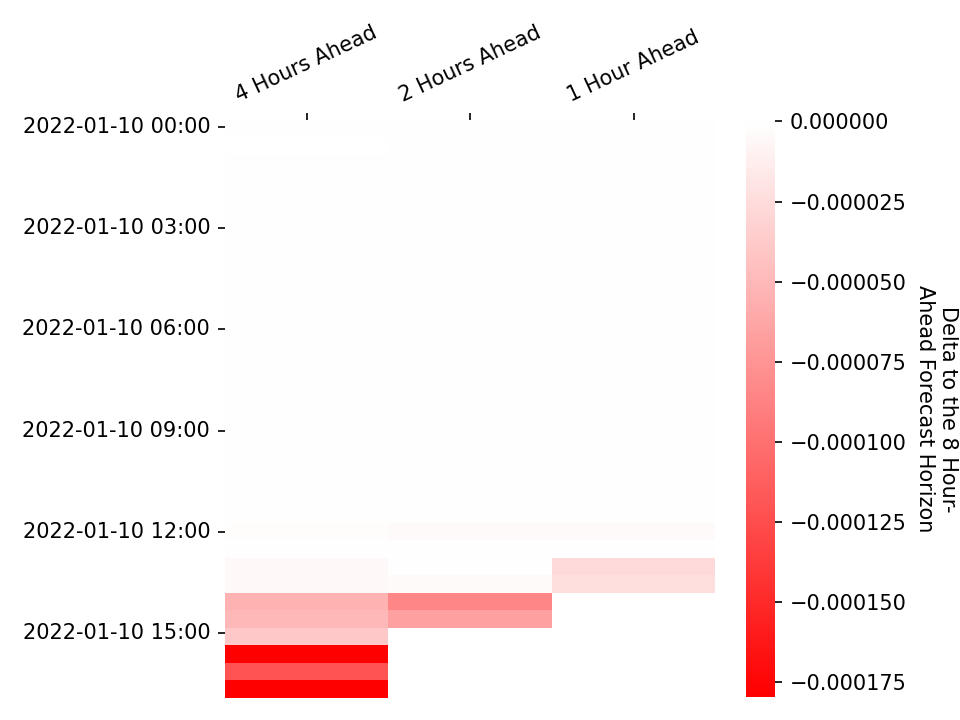 4 Hours Ahead
2 Hours Ahead
1 Hour Ahead
2022-01-10 00:00
2022-01-10 03:00
2022-01-10 06:00
2022-01-10 09:00
2022-01-10 12:00
2022-01-10 15:00
0.000000
−0.000025
−0.000050
−0.000075
−0.000100
−0.000125
−0.000150
−0.000175
Delta to the 8 Hour-
Ahead Forecast Horizon